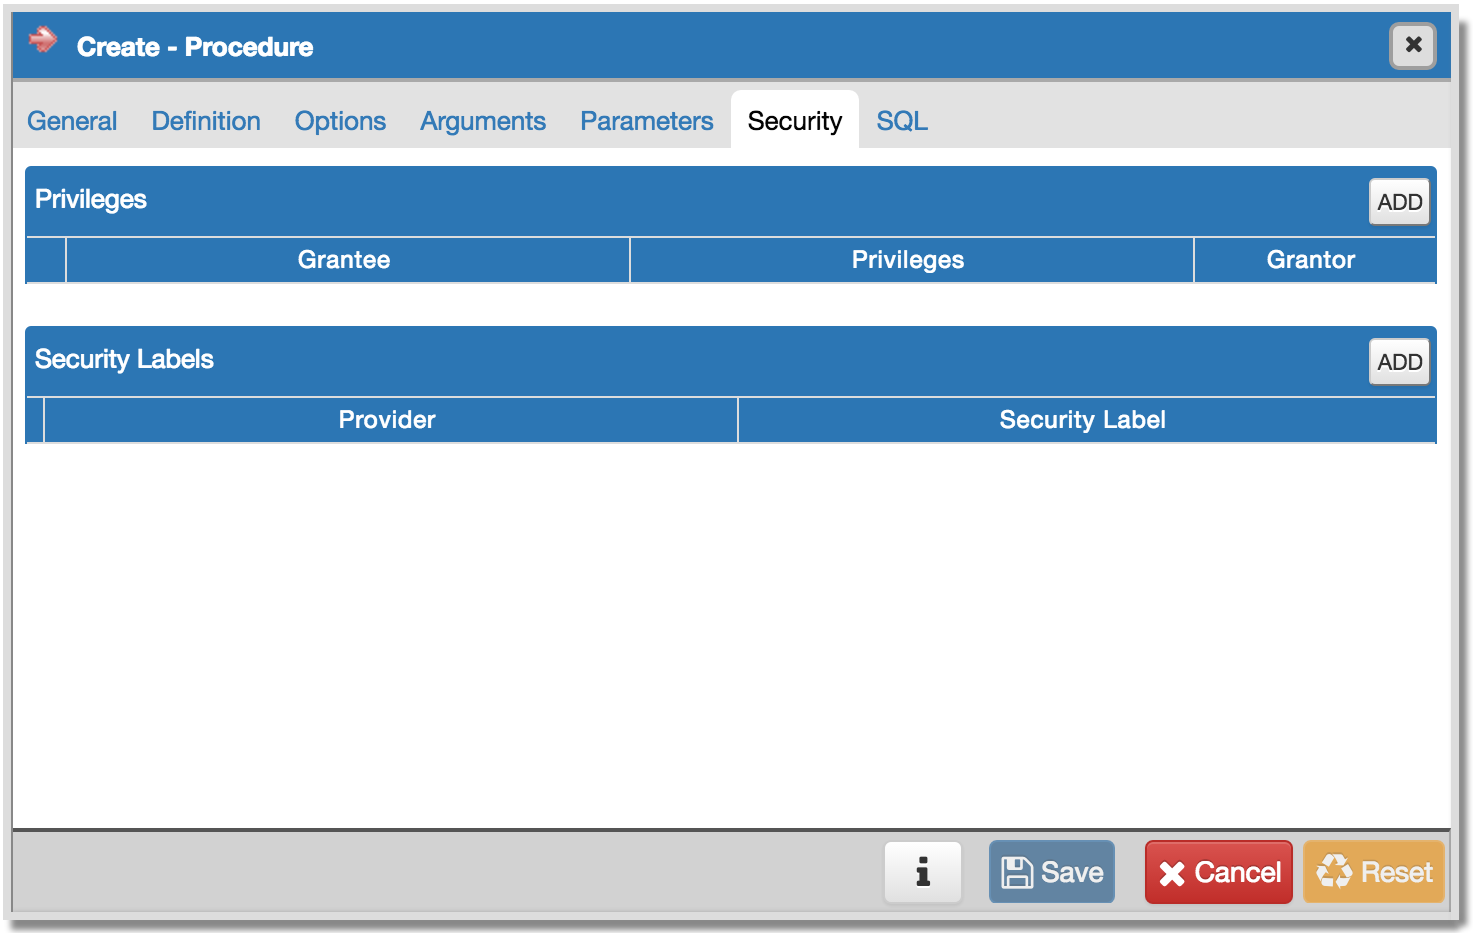 Create - Procedure
General Definition Options Arguments Parameters Security SQL
Privileges ADD
Grantee Privileges Grantor
Security Labels ADD
Provider Security Label
i Save Cancel Reset